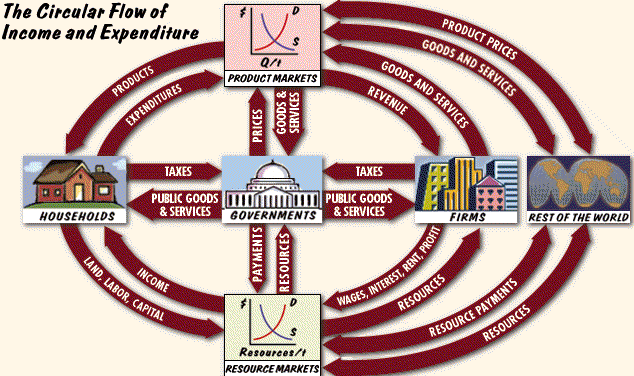 The Circular Flow of
Income and Expenditure
$
D
S
Q/t
PRODUCT MARKETS
PRODUCT PRICES
GOODS AND SERVICES
GOODS AND SERVICES
REVENUE
PRODUCTS
EXPENDITURES
PRICES
GOODS &
SERVICES
TAXES
TAXES
PUBLIC GOODS
& SERVICES
PUBLIC GOODS
& SERVICES
HOUSEHOLDS
GOVERNMENTS
FIRMS
REST OF THE WORLD
PAYMENTS
RESOURCES
INCOME
LAND, LABOR, CAPITAL
WAGES, INTEREST, RENT, PROFIT
RESOURCES
RESOURCE PAYMENTS
RESOURCES
$
D
S
Resources/t
RESOURCE MARKETS